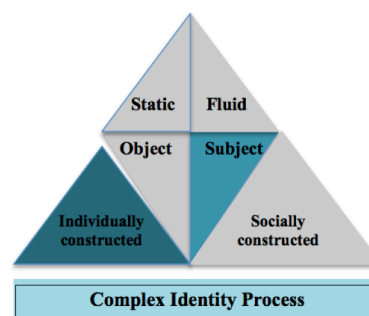 Static Fluid
Object Subject
Individually
constructed
Socially
constructed
Complex Identity Process